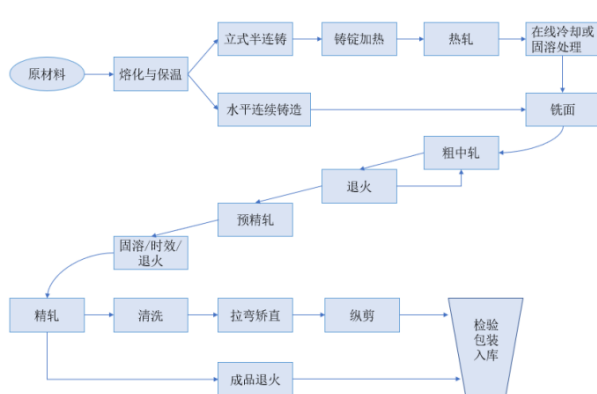 原材料
熔化与保温
立式半连铸
铸锭加热
热轧
在线冷却或
固溶处理
水平连续铸造
铣面
粗中轧
退火
预精轧
固溶/时效/
退火
精轧
清洗
拉弯矫直
纵剪
检验
包装
入库
成品退火